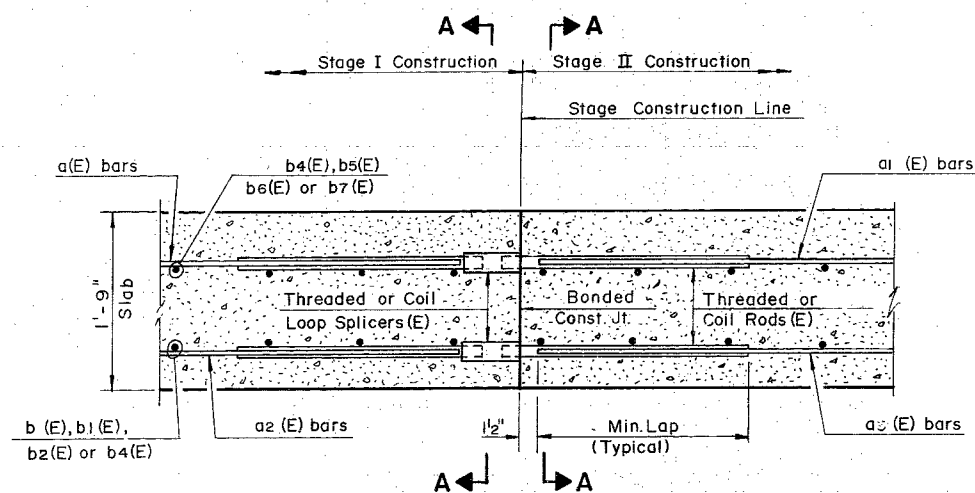 A A
Stage I Construction Stage II Construction
Stage Construction Line
a(E) bars
b4(E), b5(E)
b6(E) or b7(E)
a1 (E) bars
1'-9"
Slab
Threaded or Coil
Loop Splicers(E)
Bonded
Const. Jt.
Threaded or
Coil Rods(E)
b (E), b1(E),
b2(E) or b4(E)
a2 (E) bars
1½"
Min. Lap
(Typical)
a3 (E) bars
A A